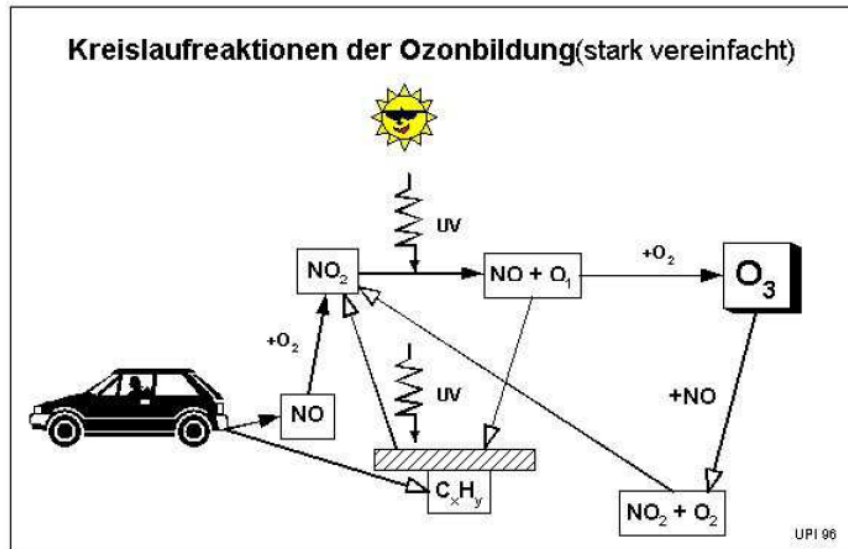 Kreislaufreaktionen der Ozonbildung(stark vereinfacht)
UV
NO₂
NO + O₁
+O₂
O₃
+O₂
NO
UV
+NO
CₓHᵧ
NO₂ + O₂
UPI 96